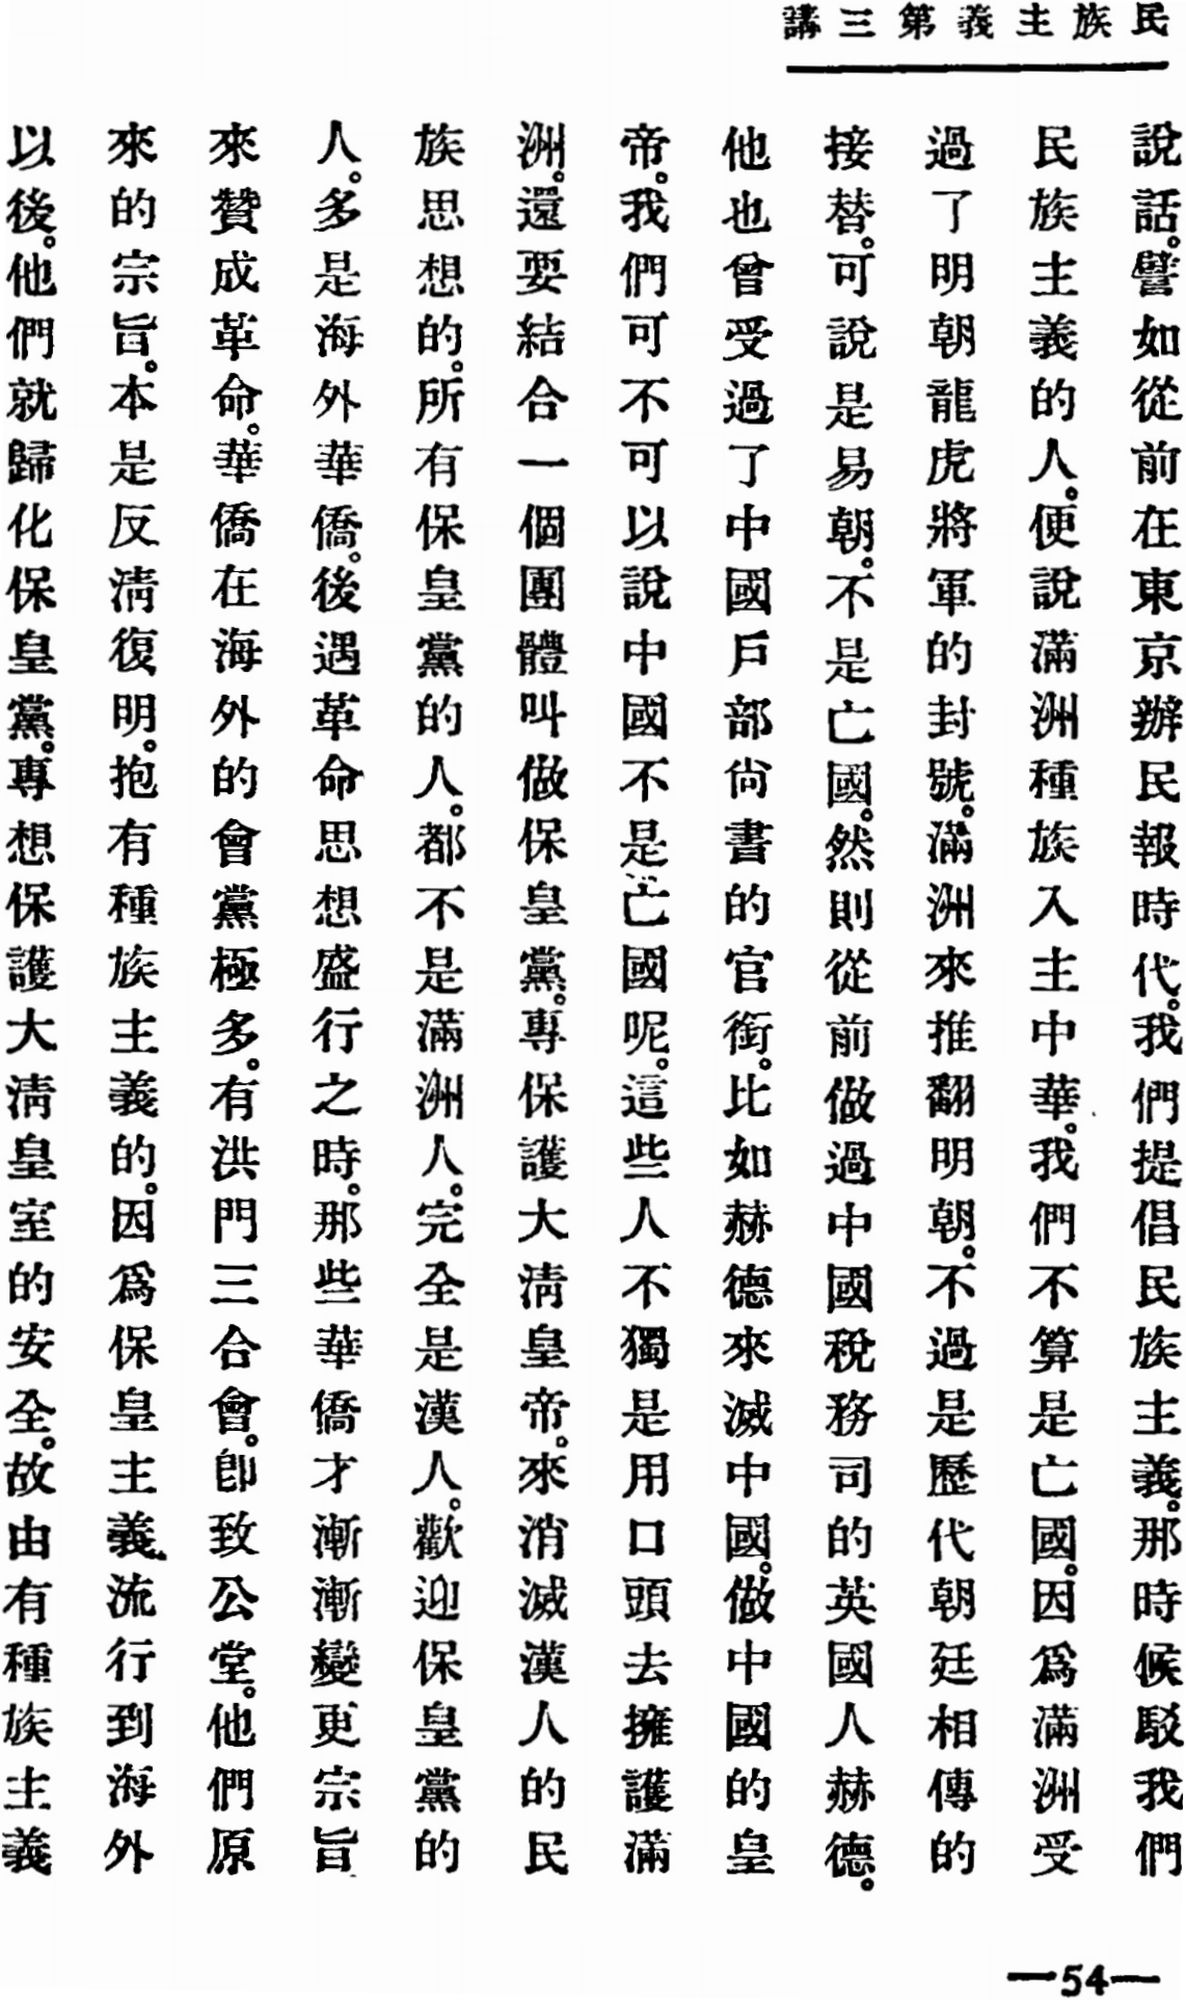 民族主義第三講
說話。譬如從前在東京辦民報時代。我們提倡民族主義。那時候駁我們
民族主義的人。便說滿洲種族入主中華。我們不算是亡國。因爲滿洲受
過了明朝龍虎將軍的封號。滿洲來推翻明朝。不過是歷代朝廷相傳的
接替。可說是易朝。不是亡國。然則從前做過中國稅務司的英國人赫德。
他也曾受過了中國戶部尙書的官銜。比如赫德來滅中國。做中國的皇
帝。我們可不可以說中國不是亡國呢。這些人不獨是用口頭去擁護滿
洲。還要結合一個團體叫做保皇黨。專保護大淸皇帝。來消滅漢人的民
族思想的。所有保皇黨的人。都不是滿洲人。完全是漢人。歡迎保皇黨的
人。多是海外華僑。後遇革命思想盛行之時。那些華僑才漸漸變更宗旨
來贊成革命。華僑在海外的會黨極多。有洪門三合會。卽致公堂。他們原
來的宗旨。本是反淸復明。抱有種族主義的。因爲保皇主義流行到海外
以後。他們就歸化保皇黨。專想保護大淸皇室的安全。故由有種族主義
—54—